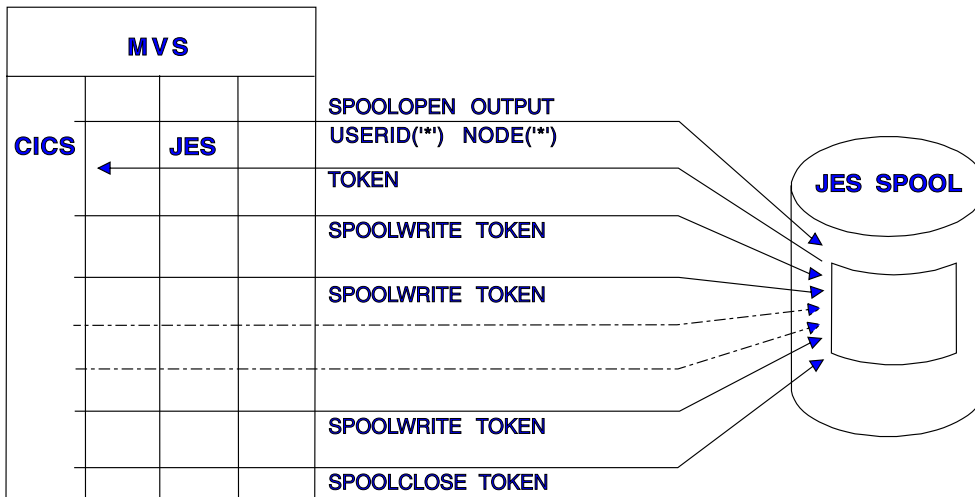 MVS
CICS
JES
SPOOLOPEN OUTPUT
USERID('*') NODE('*')
TOKEN
SPOOLWRITE TOKEN
SPOOLWRITE TOKEN
SPOOLWRITE TOKEN
SPOOLCLOSE TOKEN
JES SPOOL